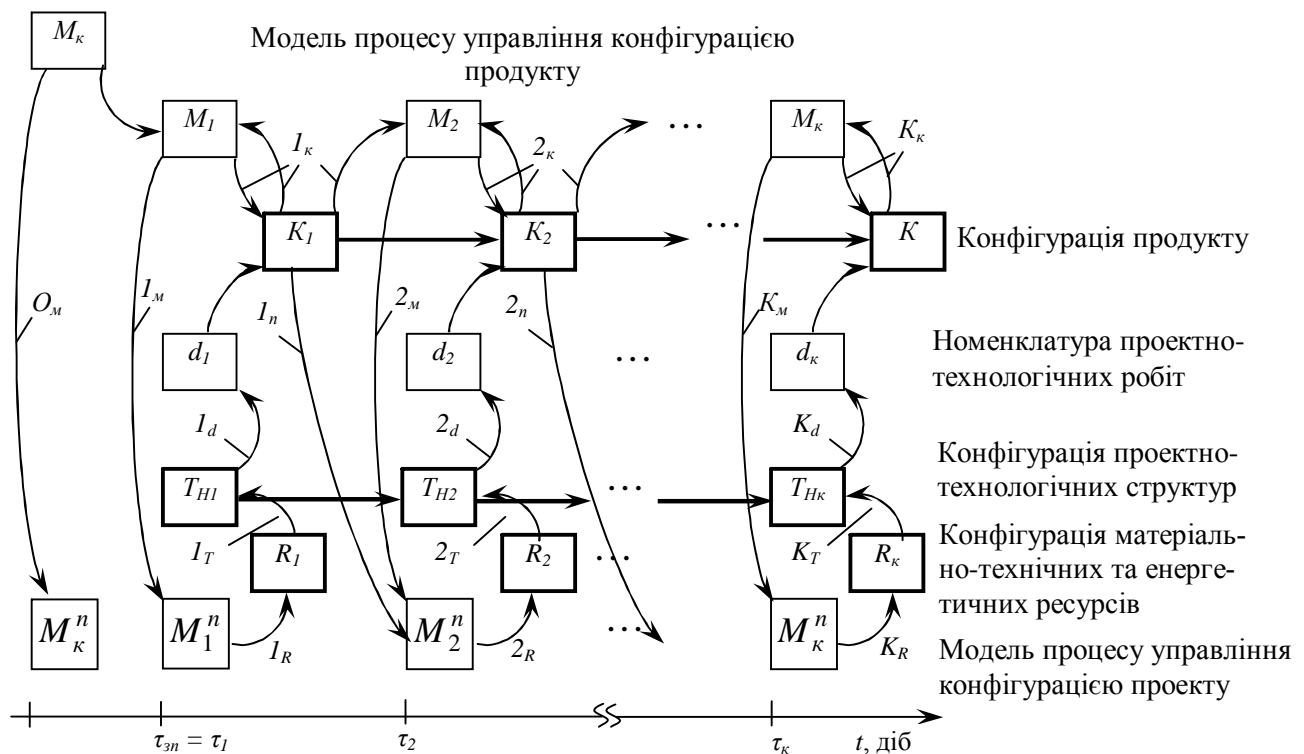 Mк
Модель процесу управління конфігурацією
продукту
M1
M2
...
Mк
1к
2к
Kк
K1
K2
...
K
Конфігурація продукту
Oм
1м
1п
2м
2п
Kм
d1
d2
...
dк
Номенклатура проектно-
технологічних робіт
1d
2d
Kd
TH1
TH2
...
THк
Конфігурація проектно-
технологічних структур
1T
R1
2T
R2
...
KT
Rк
Конфігурація матеріаль-
но-технічних та енерге-
тичних ресурсів
Mкn
M1n
1R
M2n
2R
...
Mкn
KR
Модель процесу управління
конфігурацією проекту
τзп = τ1
τ2
τк
t, діб